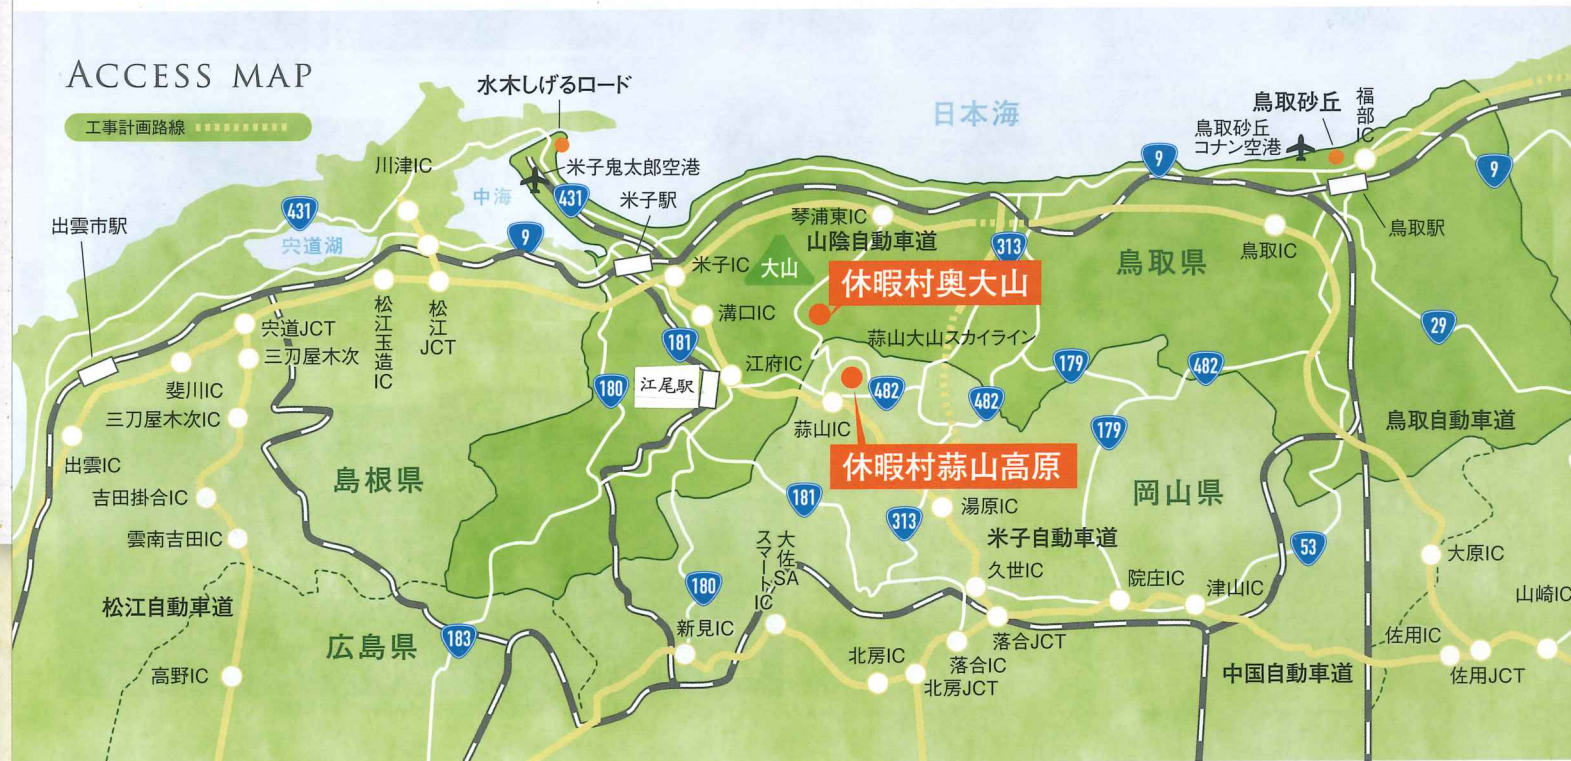 ACCESS MAP
工事計画路線
水木しげるロード
日本海
鳥取砂丘
福部IC
鳥取砂丘
コナン空港
9
9
川津IC
米子鬼太郎空港
中海
431
米子駅
431
出雲市駅
宍道湖
9
琴浦東IC
山陰自動車道
313
鳥取県
鳥取IC
鳥取駅
米子IC
大山
休暇村奥大山
松江玉造IC
松江JCT
溝口IC
宍道JCT
三刀屋木次
181
蒜山大山スカイライン
29
江府IC
179
482
斐川IC
180
江尾駅
482
482
三刀屋木次IC
蒜山IC
179
鳥取自動車道
出雲IC
島根県
休暇村蒜山高原
岡山県
吉田掛合IC
181
湯原IC
313
雲南吉田IC
大佐SA
スマートIC
米子自動車道
53
大原IC
久世IC
院庄IC
津山IC
山崎IC
松江自動車道
180
広島県
183
新見IC
落合JCT
佐用IC
高野IC
北房IC
落合IC
北房JCT
中国自動車道
佐用JCT